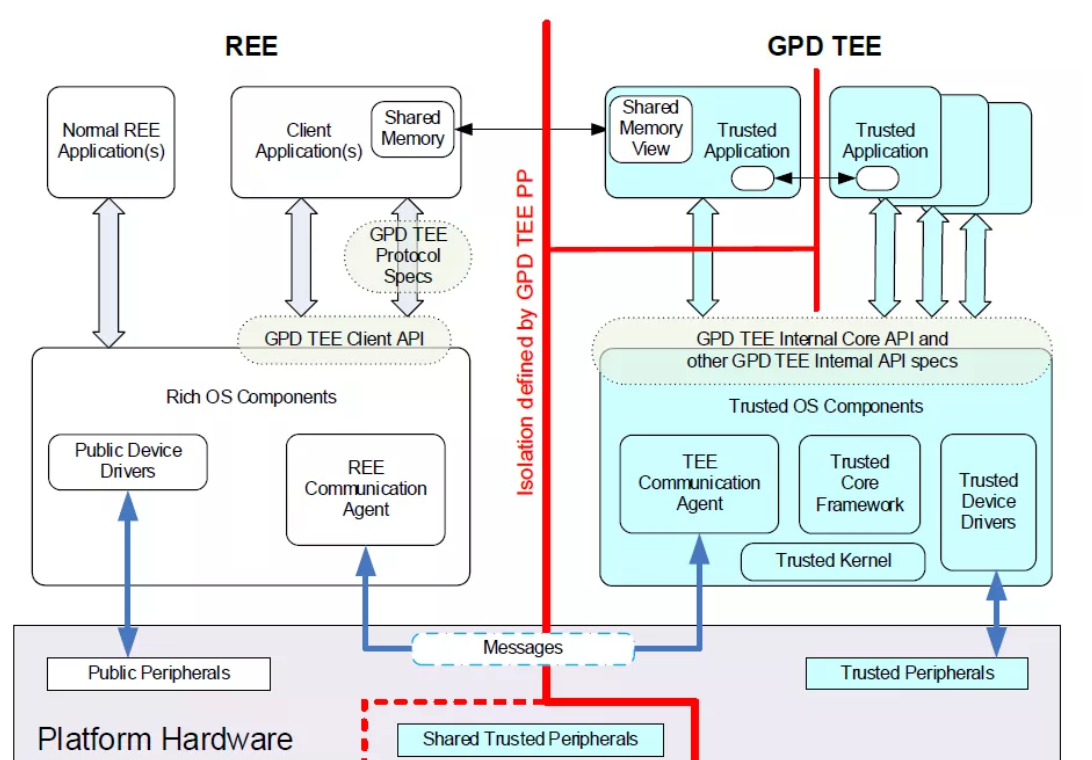 REE
GPD TEE
Normal REE
Application(s)
Client
Application(s)
Shared
Memory
Shared
Memory
View
Trusted
Application
Trusted
Application
GPD TEE
Protocol
Specs
Isolation defined by GPD TEE PP
GPD TEE Client API
GPD TEE Internal Core API and
other GPD TEE Internal API specs
Rich OS Components
Trusted OS Components
Public Device
Drivers
REE
Communication
Agent
TEE
Communication
Agent
Trusted
Core
Framework
Trusted
Device
Drivers
Trusted Kernel
Messages
Public Peripherals
Trusted Peripherals
Platform Hardware
Shared Trusted Peripherals